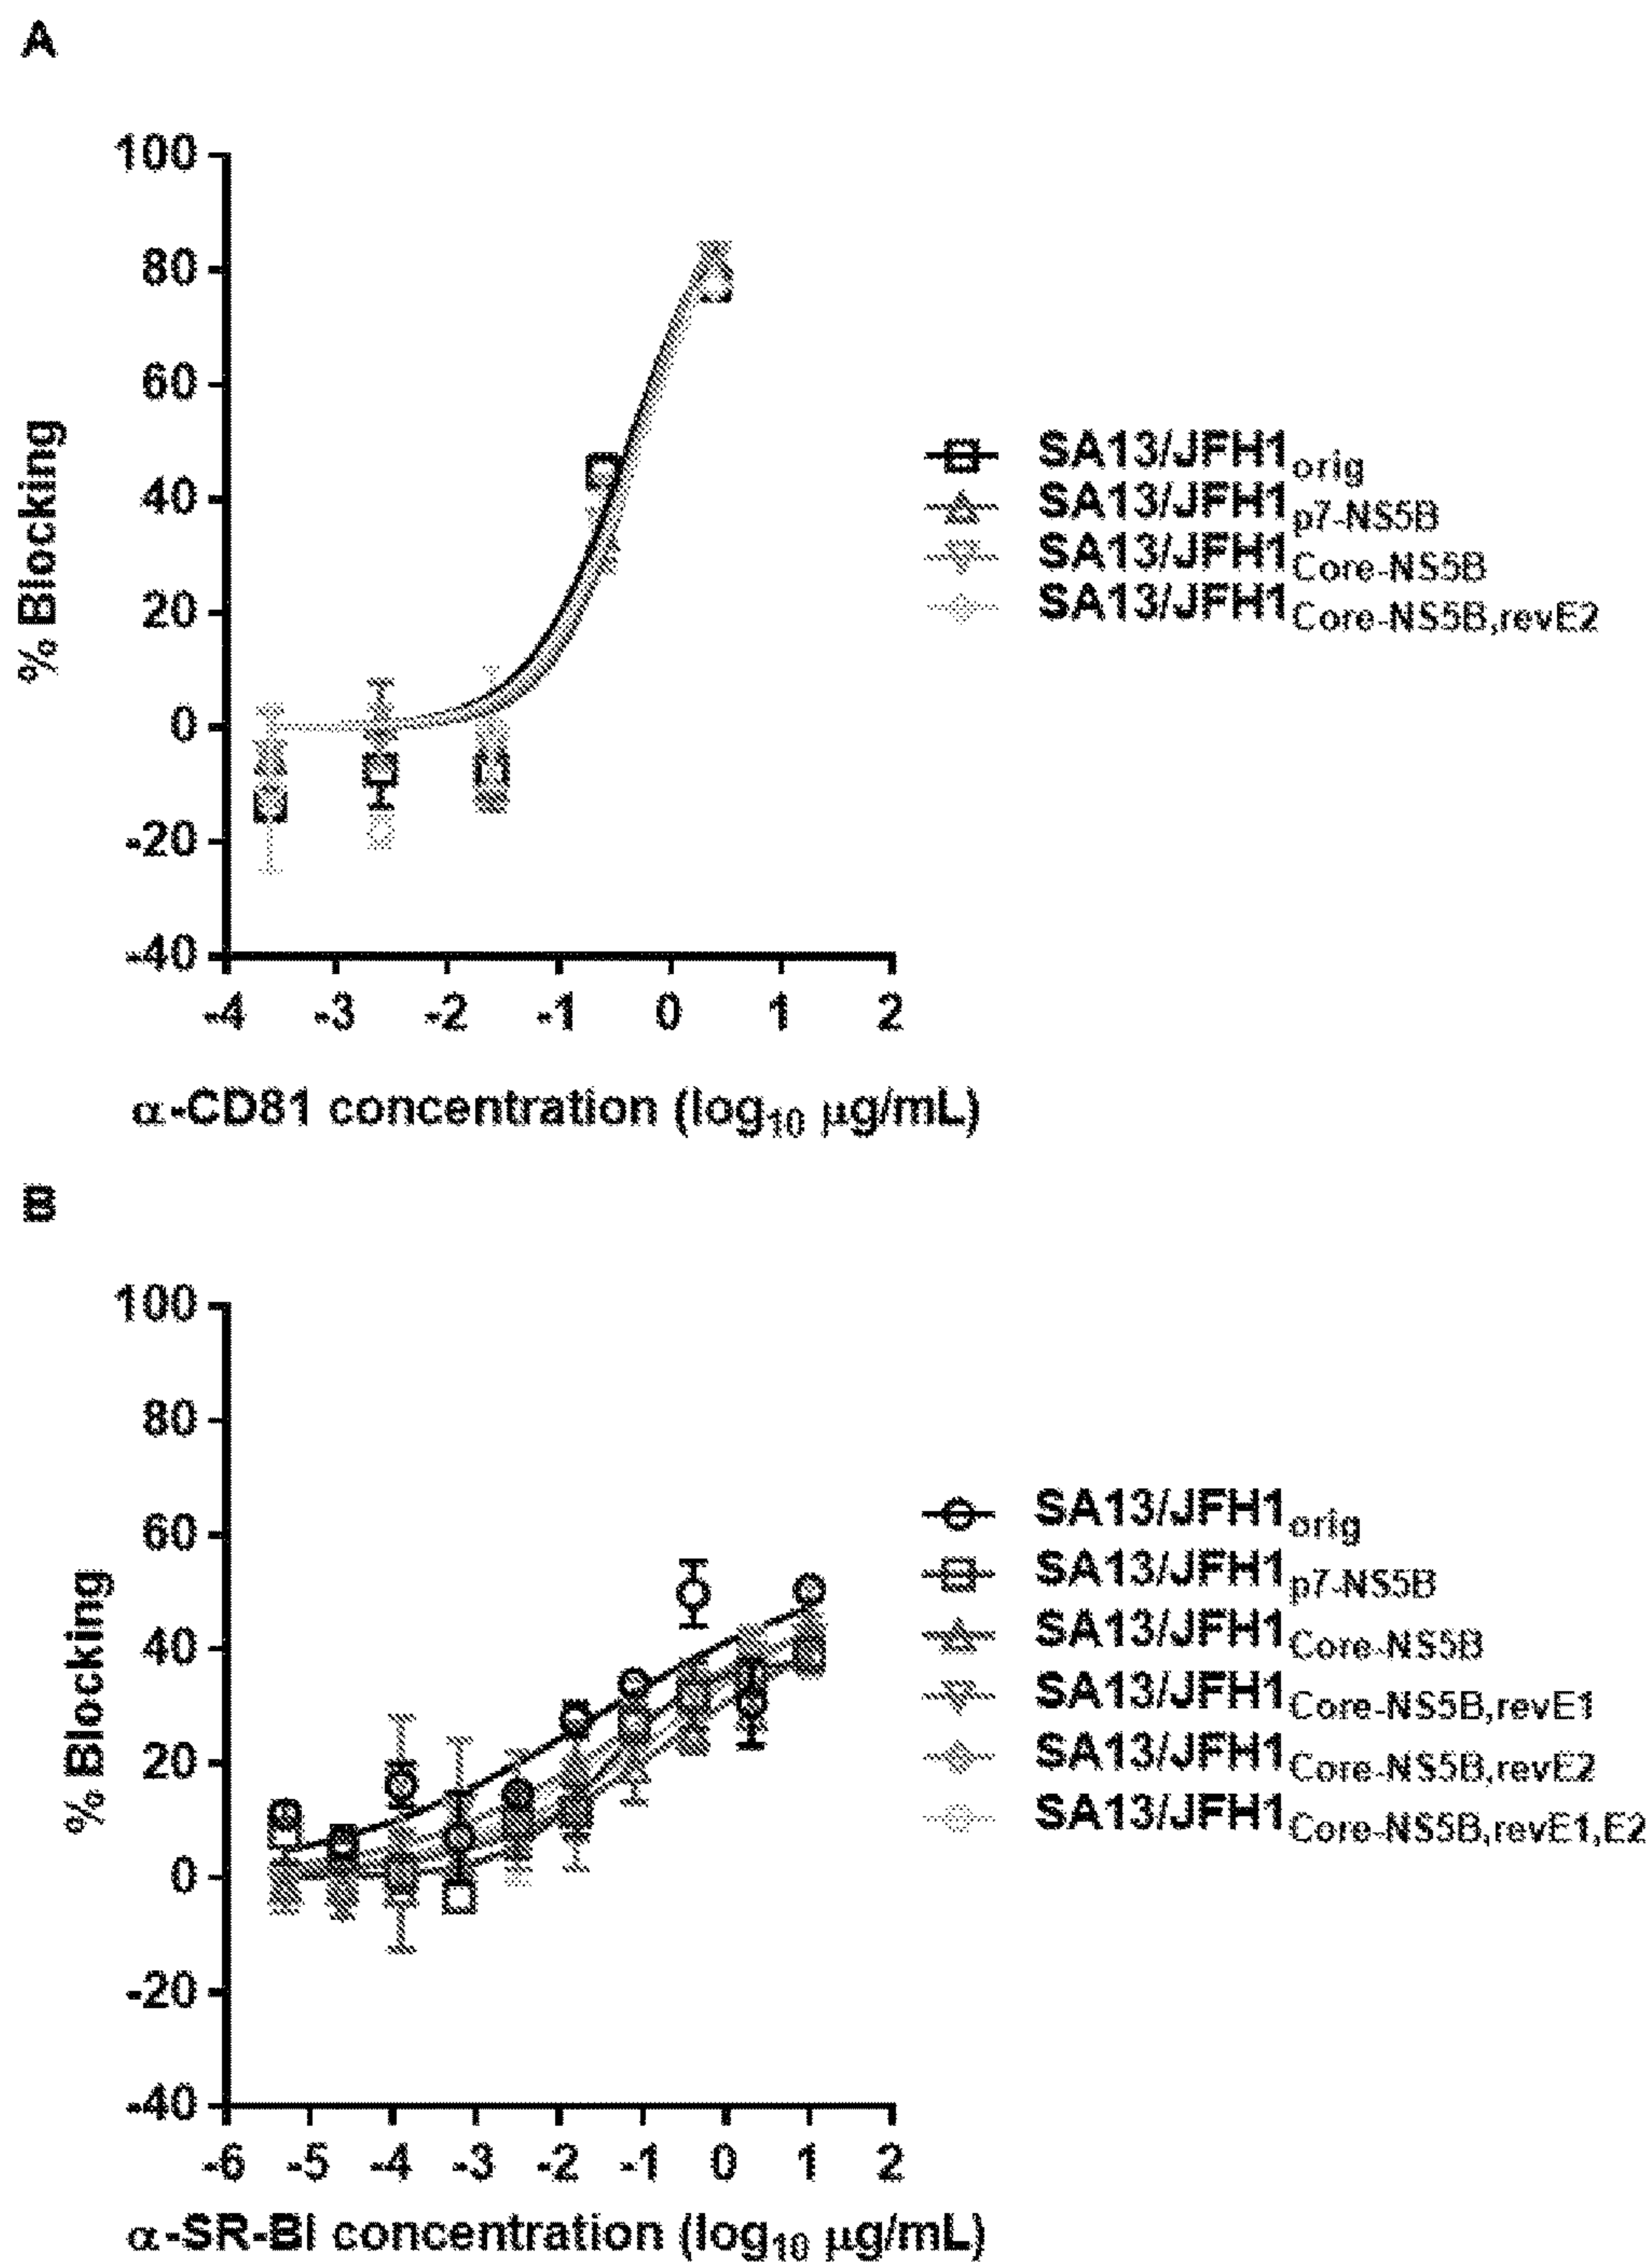 A
100
80
60
40
20
0
-20
-40
% Blocking
-4 -3 -2 -1 0 1 2
α-CD81 concentration (log10 µg/mL)
SA13/JFH1orig
SA13/JFH1p7-NS5B
SA13/JFH1Core-NS5B
SA13/JFH1Core-NS5B,revE2
B
100
80
60
40
20
0
-20
-40
% Blocking
-6 -5 -4 -3 -2 -1 0 1 2
α-SR-BI concentration (log10 µg/mL)
SA13/JFH1orig
SA13/JFH1p7-NS5B
SA13/JFH1Core-NS5B
SA13/JFH1Core-NS5B,revE1
SA13/JFH1Core-NS5B,revE2
SA13/JFH1Core-NS5B,revE1,E2